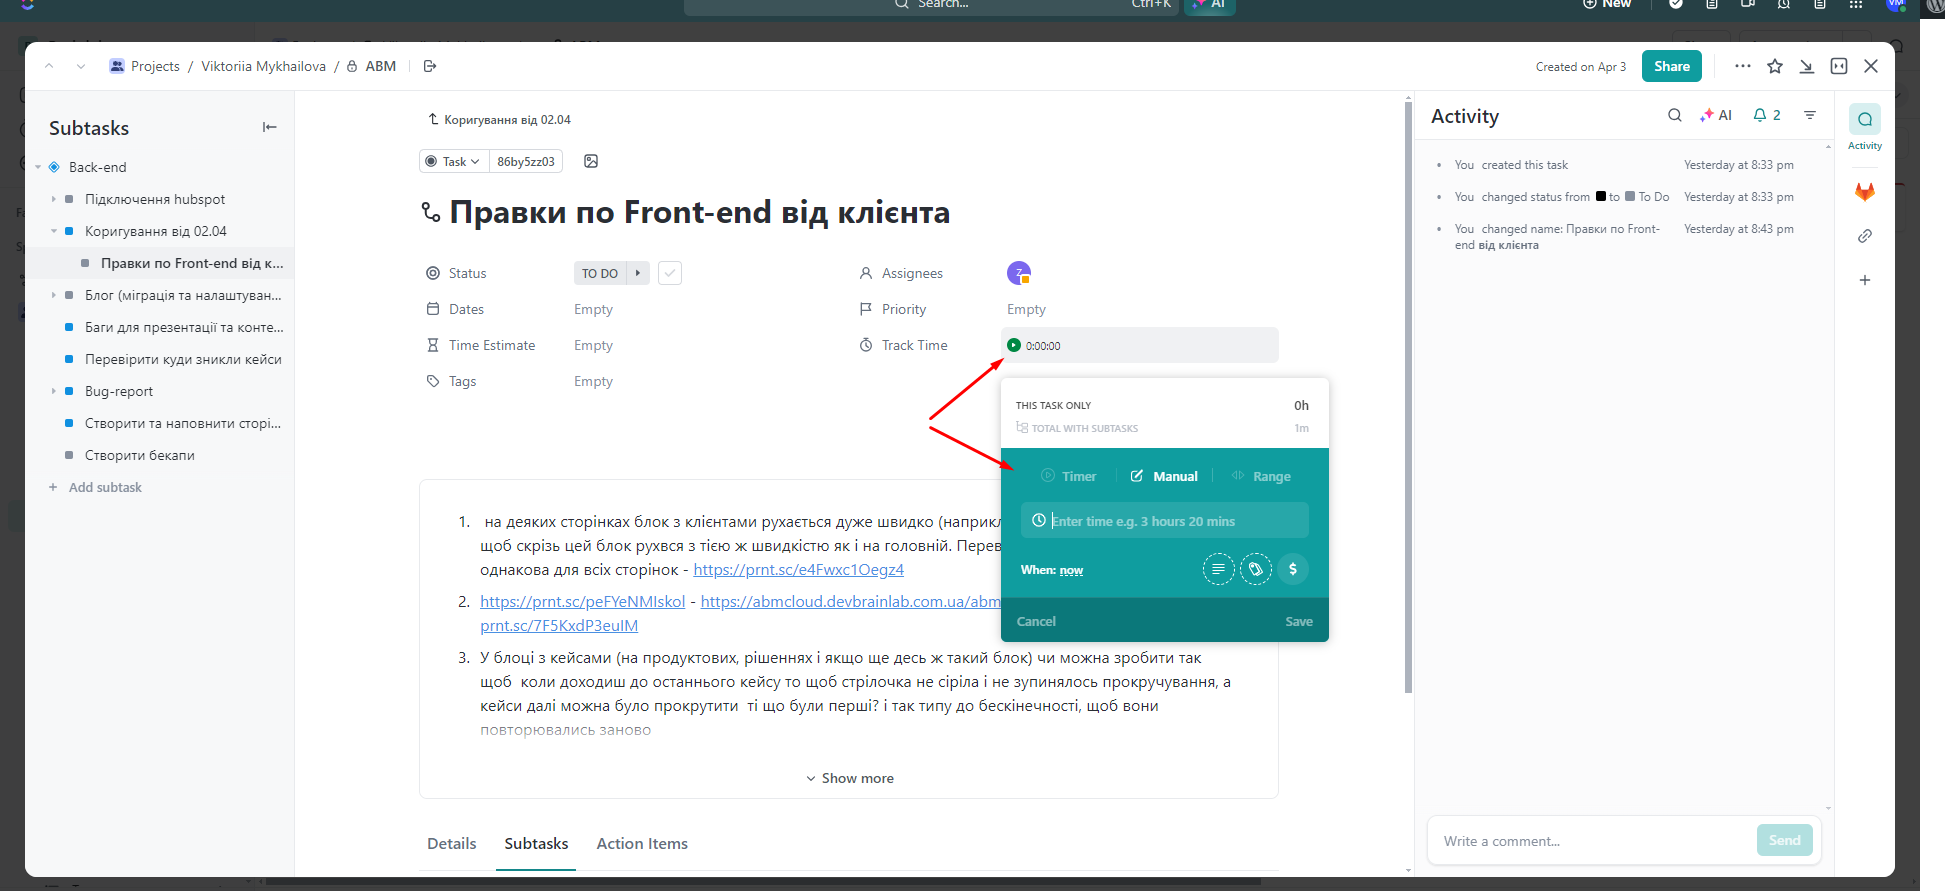 Search...
Ctrl+K
AI
New
VM
Projects / Viktoriia Mykhailova / ABM
Created on Apr 3
Share
Subtasks
Back-end
Підключення hubspot
Коригування від 02.04
Правки по Front-end від к...
Блог (міграція та налаштуван...
Баги для презентації та конте...
Перевірити куди зникли кейси
Bug-report
Створити та наповнити сторі...
Створити бекапи
+ Add subtask
Коригування від 02.04
Task
86by5zz03
Правки по Front-end від клієнта
Status
TO DO
Assignees
Z
Dates
Empty
Priority
Empty
Time Estimate
Empty
Track Time
0:00:00
Tags
Empty
THIS TASK ONLY
0h
TOTAL WITH SUBTASKS
1m
Timer
Manual
Range
Enter time e.g. 3 hours 20 mins
When: now
$
Cancel
Save
1. на деяких сторінках блок з клієнтами рухається дуже швидко (наприкл
щоб скрізь цей блок рухвся з тією ж швидкістю як і на головній. Перев
однакова для всіх сторінок - https://prnt.sc/e4Fwxc1Oegz4
2. https://prnt.sc/peFYeNMIskol - https://abmcloud.devbrainlab.com.ua/abm
prnt.sc/7F5KxdP3euIM
3. У блоці з кейсами (на продуктових, рішеннях і якщо ще десь ж такий блок) чи можна зробити так
щоб коли доходиш до останнього кейсу то щоб стрілочка не сіріла і не зупинялось прокручування, а
кейси далі можна було прокрутити ті що були перші? і так типу до бескінечності, щоб вони
повторювались заново
Show more
Details
Subtasks
Action Items
Activity
AI
2
You created this task
Yesterday at 8:33 pm
You changed status from to To Do
Yesterday at 8:33 pm
You changed name: Правки по Front-
end від клієнта
Yesterday at 8:43 pm
Write a comment...
Send
Activity